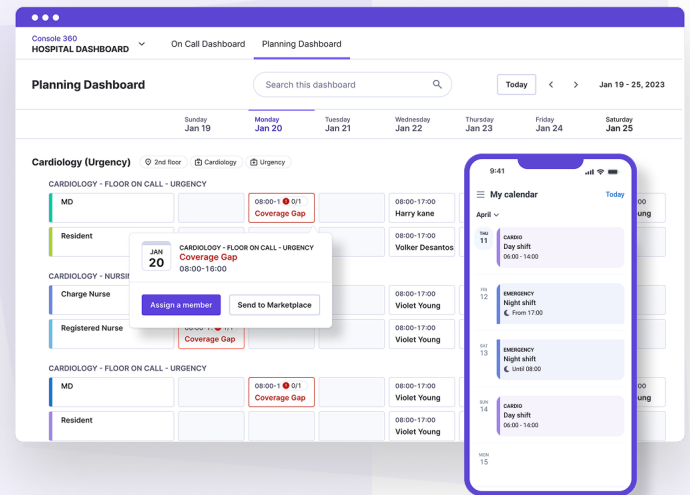 Console 360
HOSPITAL DASHBOARD
On Call Dashboard
Planning Dashboard
Planning Dashboard
Search this dashboard
Today
Jan 19 - 25, 2023
Sunday
Jan 19
Monday
Jan 20
Tuesday
Jan 21
Wednesday
Jan 22
Thursday
Jan 23
Friday
Jan 24
Saturday
Jan 25
Cardiology (Urgency)
2nd floor
Cardiology
Urgency
CARDIOLOGY - FLOOR ON CALL - URGENCY
MD
08:00-1 0/1
Coverage Gap
08:00-17:00
Harry kane
00
ung
Resident
08:00-17:00
Volker Desantos
JAN
20
CARDIOLOGY - FLOOR ON CALL - URGENCY
Coverage Gap
08:00-16:00
Assign a member
Send to Marketplace
CARDIOLOGY - NURSIN
Charge Nurse
08:00-17:00
Violet Young
Registered Nurse
Coverage Gap
08:00-17:00
Violet Young
CARDIOLOGY - FLOOR ON CALL - URGENCY
MD
08:00-1 0/1
Coverage Gap
08:00-17:00
Violet Young
00
ung
Resident
08:00-17:00
Violet Young
9:41
My calendar
Today
April
THU
11
CARDIO
Day shift
06:00 - 14:00
FRI
12
EMERGENCY
Night shift
From 17:00
SAT
13
EMERGENCY
Night shift
Until 08:00
SUN
14
CARDIO
Day shift
06:00 - 14:00
MON
15